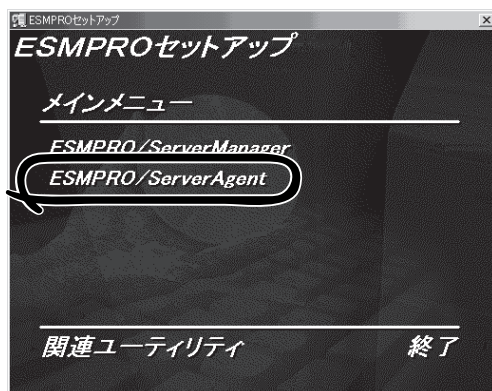 ESMPROセットアップ
ESMPROセットアップ
メインメニュー
ESMPRO/ServerManager
ESMPRO/ServerAgent
関連ユーティリティ
終了